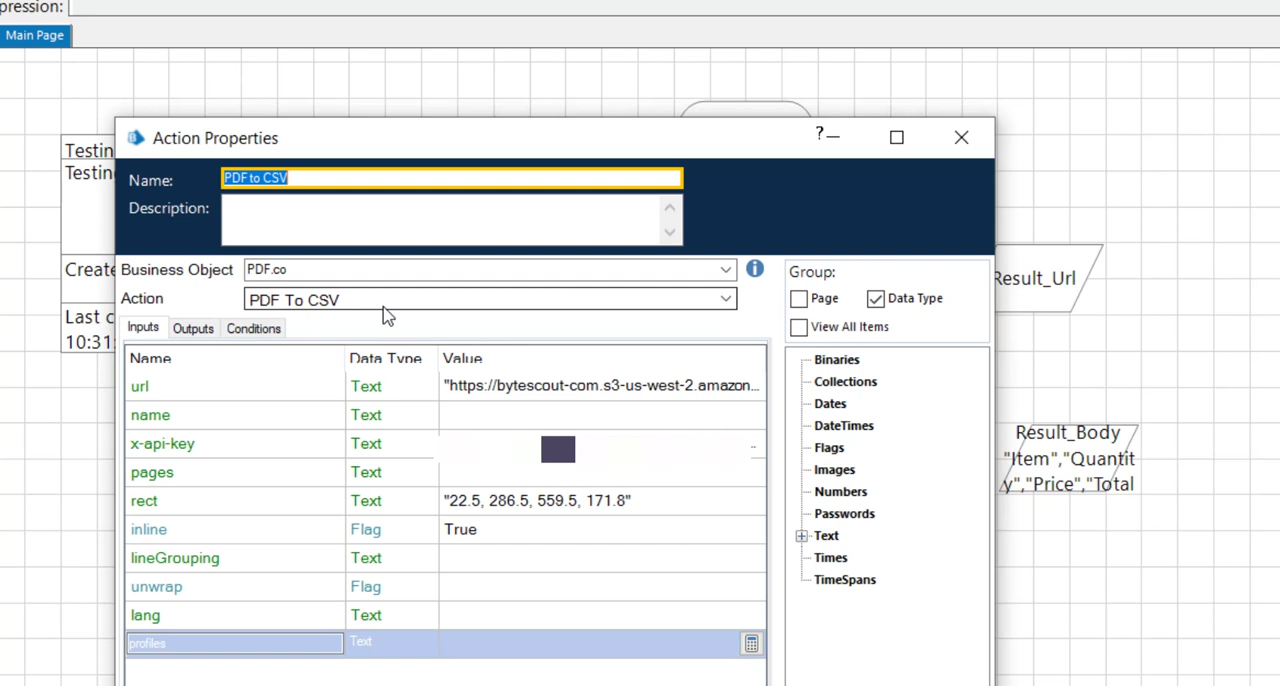 pression:
Main Page
Action Properties
?
Name:
PDF to CSV
Description:
Business Object
PDF.co
Action
PDF To CSV
Group:
Page
Data Type
View All Items
Inputs
Outputs
Conditions
Name
Data Type
Value
url
Text
"https://bytescout-com.s3-us-west-2.amazon...
name
Text
x-api-key
Text
pages
Text
rect
Text
"22.5, 286.5, 559.5, 171.8"
inline
Flag
True
lineGrouping
Text
unwrap
Flag
lang
Text
profiles
Text
Binaries
Collections
Dates
DateTimes
Flags
Images
Numbers
Passwords
Text
Times
TimeSpans
Testin
Testing
Create
Last c
10:31:
Result_Url
Result_Body
"Item","Quantit
y","Price","Total